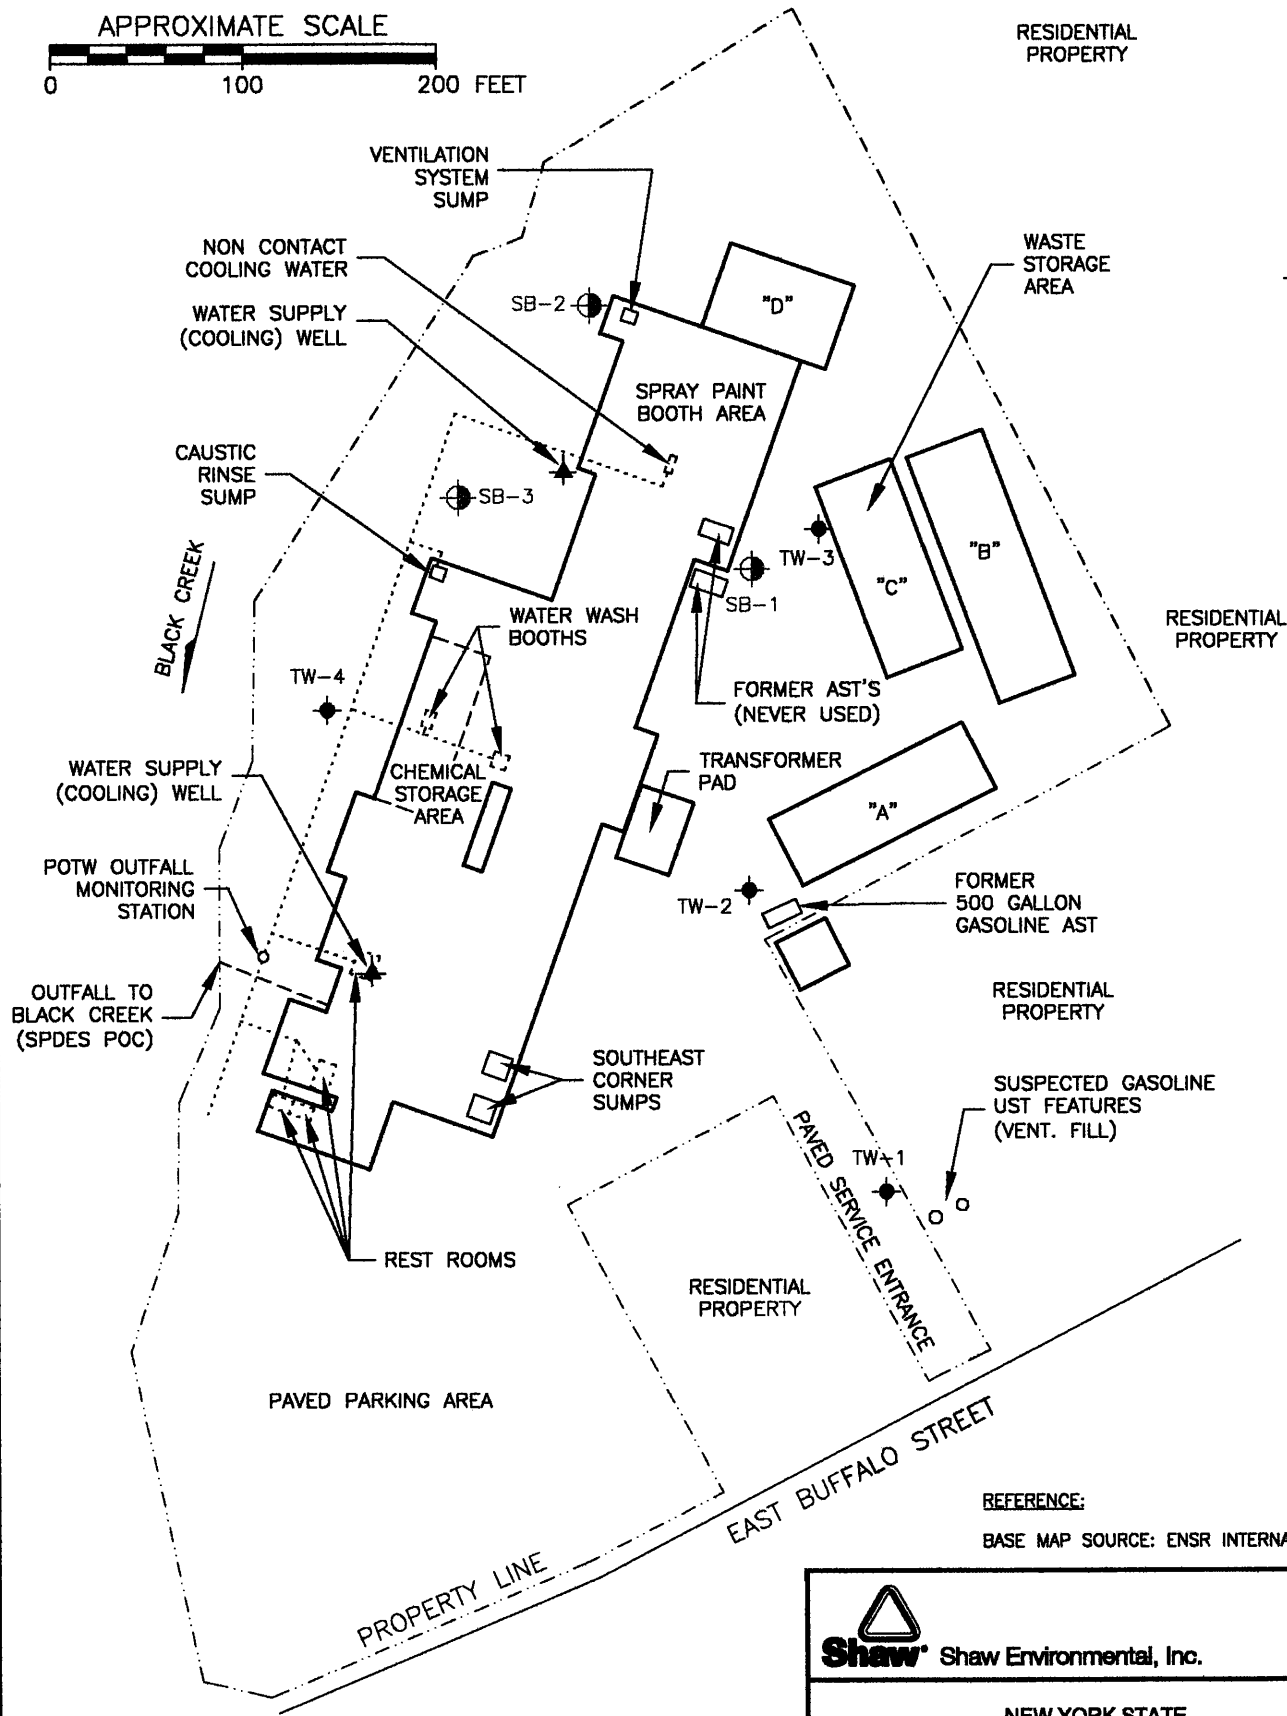 APPROXIMATE SCALE
0 100 200 FEET
RESIDENTIAL
PROPERTY
VENTILATION
SYSTEM
SUMP
NON CONTACT
COOLING WATER
WATER SUPPLY
(COOLING) WELL
SB-2
"D"
WASTE
STORAGE
AREA
SPRAY PAINT
BOOTH AREA
CAUSTIC
RINSE
SUMP
SB-3
BLACK CREEK
TW-3
"C"
"B"
SB-1
WATER WASH
BOOTHS
RESIDENTIAL
PROPERTY
TW-4
FORMER AST'S
(NEVER USED)
WATER SUPPLY
(COOLING) WELL
CHEMICAL
STORAGE
AREA
TRANSFORMER
PAD
"A"
POTW OUTFALL
MONITORING
STATION
TW-2
FORMER
500 GALLON
GASOLINE AST
OUTFALL TO
BLACK CREEK
(SPDES POC)
RESIDENTIAL
PROPERTY
SOUTHEAST
CORNER
SUMPS
SUSPECTED GASOLINE
UST FEATURES
(VENT. FILL)
TW-1
PAVED SERVICE ENTRANCE
REST ROOMS
RESIDENTIAL
PROPERTY
PAVED PARKING AREA
EAST BUFFALO STREET
PROPERTY LINE
REFERENCE:
BASE MAP SOURCE: ENSR INTERNA
Shaw® Shaw Environmental, Inc.
NEW YORK STATE